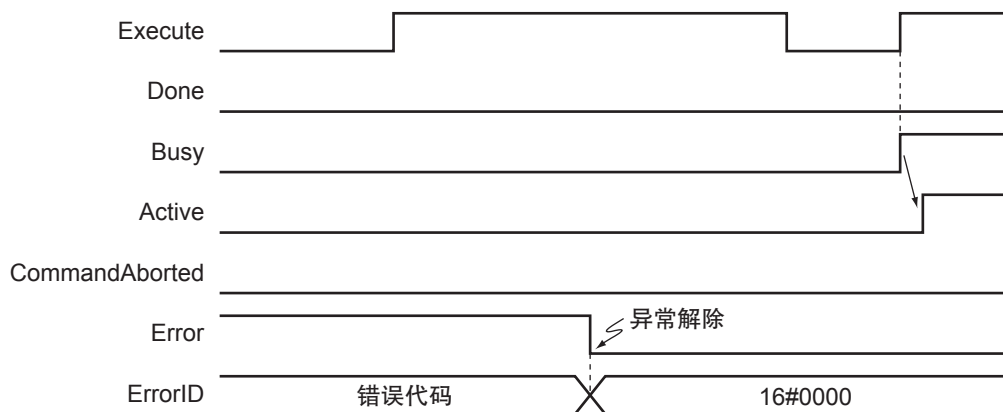 Execute
Done
Busy
Active
CommandAborted
Error
异常解除
ErrorID
错误代码
16#0000